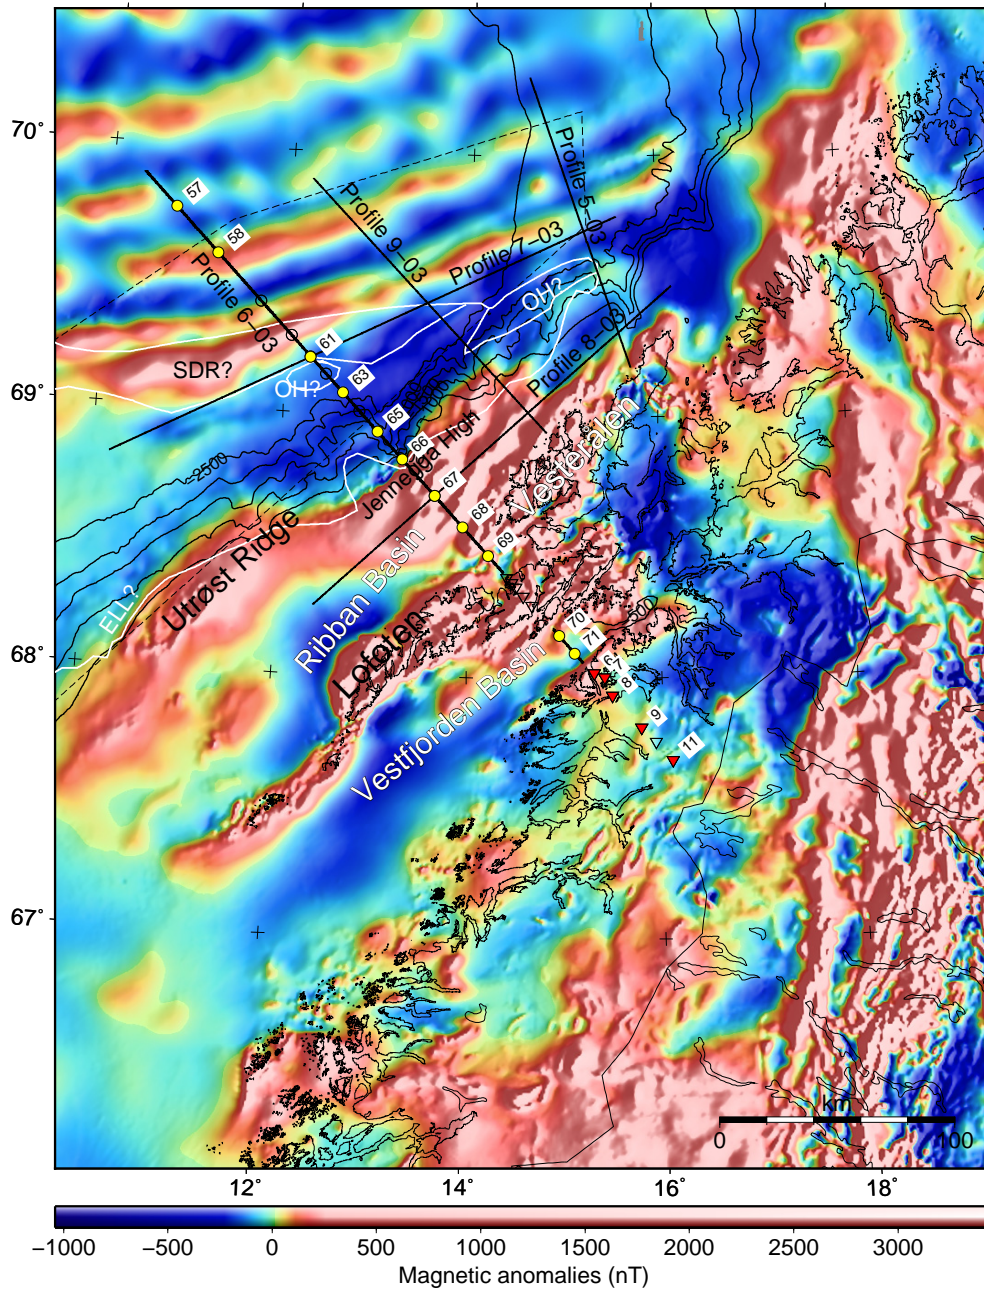 70°
69°
68°
67°
57
58
Profile 6–03
Profile 9–03
Profile 5–03
Profile 7–03
OH?
Profile 8–03
SDR?
61
OH?
63
65
66
67
68
69
−2500
Jennegga High
Vesterålen
Utrøst Ridge
ELL?
Ribban Basin
Lofoten
Vestfjorden Basin
70
71
6
7
8
9
11
km
0
100
12°
14°
16°
18°
−1000
−500
0
500
1000
1500
2000
2500
3000
Magnetic anomalies (nT)